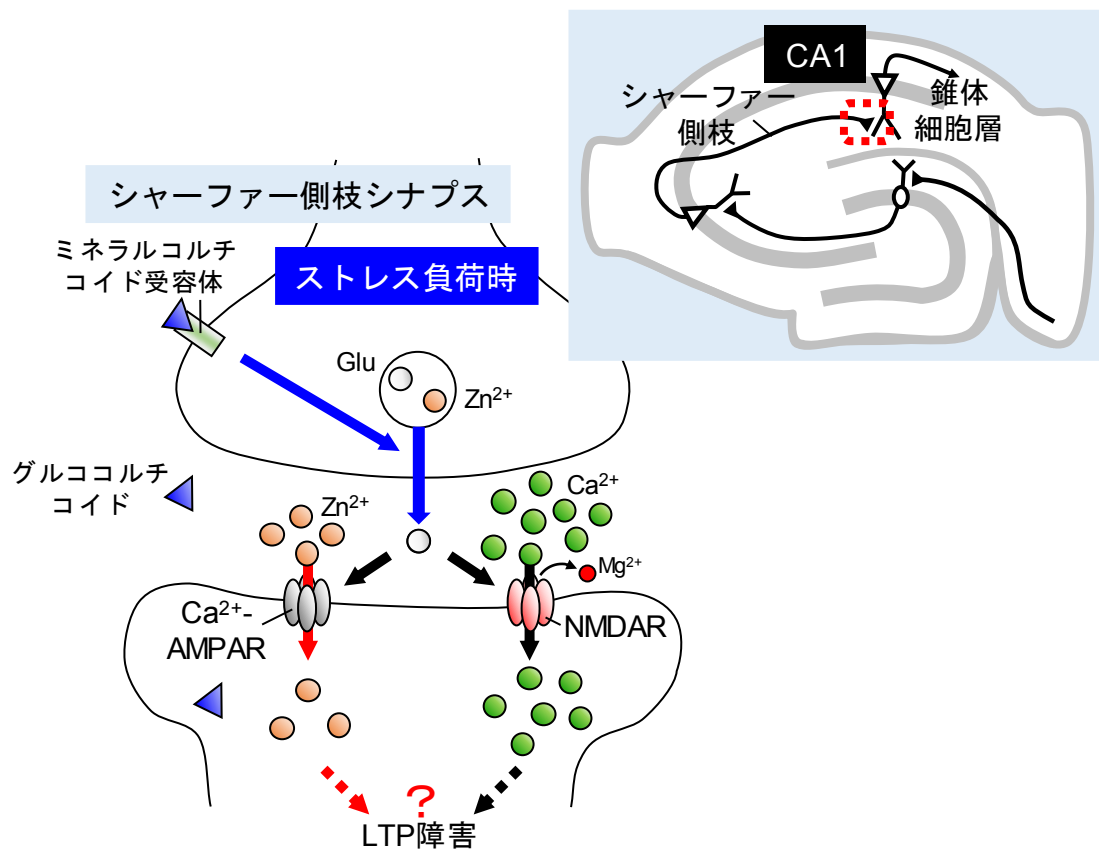 CA1
シャーファー
側枝
錐体
細胞層
シャーファー側枝シナプス
ストレス負荷時
ミネラルコルチ
コイド受容体
Glu
Zn²⁺
グルココルチ
コイド
Zn²⁺
Ca²⁺
Mg²⁺
Ca²⁺-
AMPAR
NMDAR
?
LTP障害